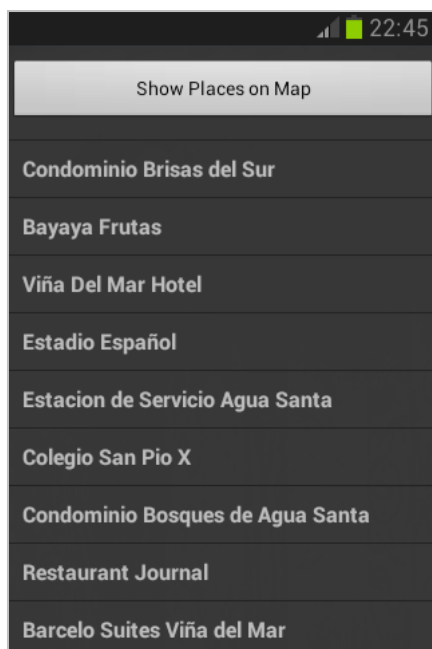 22:45
Show Places on Map
Condominio Brisas del Sur
Bayaya Frutas
Viña Del Mar Hotel
Estadio Español
Estacion de Servicio Agua Santa
Colegio San Pio X
Condominio Bosques de Agua Santa
Restaurant Journal
Barcelo Suites Viña del Mar